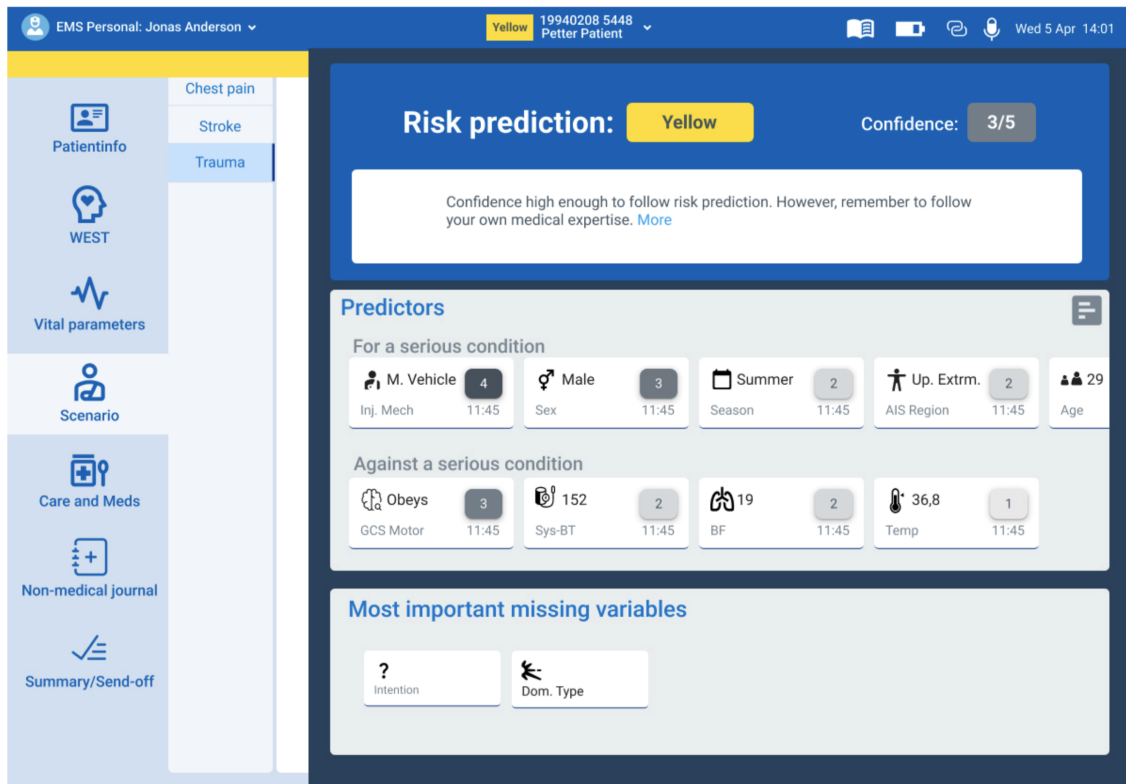 EMS Personal: Jonas Anderson
Yellow
19940208 5448
Petter Patient
Wed 5 Apr 14:01
Patientinfo
WEST
Vital parameters
Scenario
Care and Meds
Non-medical journal
Summary/Send-off
Chest pain
Stroke
Trauma
Risk prediction: Yellow
Confidence: 3/5
Confidence high enough to follow risk prediction. However, remember to follow
your own medical expertise. More
Predictors
For a serious condition
M. Vehicle 4
Inj. Mech 11:45
Male 3
Sex 11:45
Summer 2
Season 11:45
Up. Extrm. 2
AIS Region 11:45
29
Age
Against a serious condition
Obeys 3
GCS Motor 11:45
152 2
Sys-BT 11:45
19 2
BF 11:45
36,8 1
Temp 11:45
Most important missing variables
?
Intention
Dom. Type